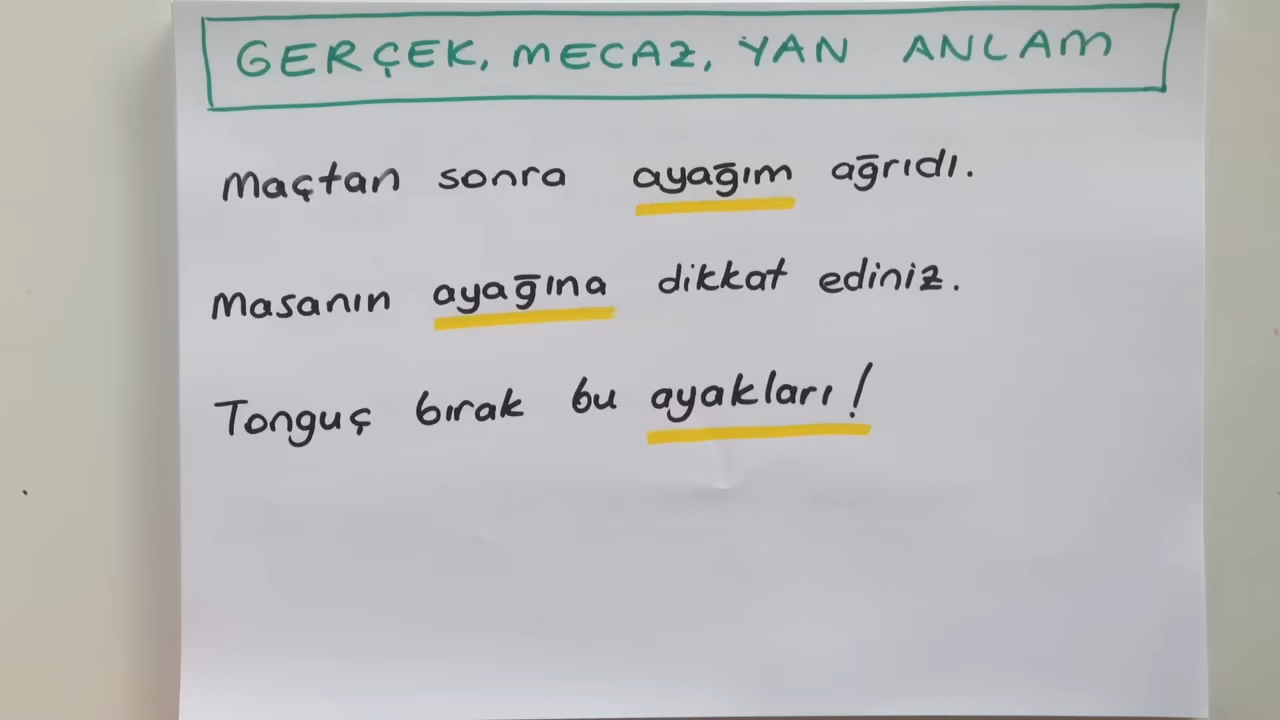 GERÇEK, MECAZ, YAN ANLAM
Maçtan sonra ayağım ağrıdı.
Masanın ayağına dikkat ediniz.
Tonguç bırak bu ayakları!